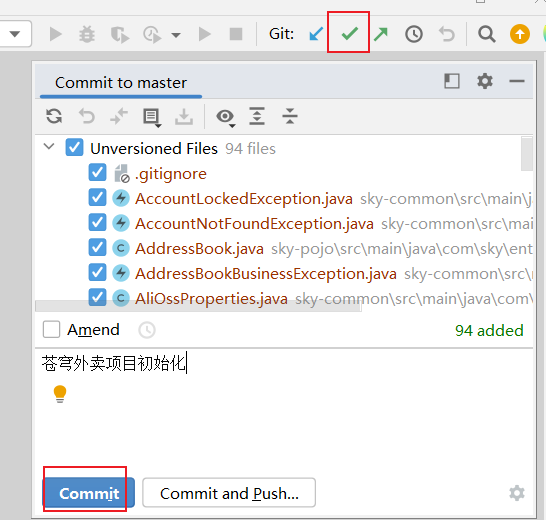 Git:
Commit to master
Unversioned Files 94 files
.gitignore
AccountLockedException.java sky-common\src\main\j
AccountNotFoundException.java sky-common\src\mai
AddressBook.java sky-pojo\src\main\java\com\sky\ent
AddressBookBusinessException.java sky-common\src\
AliOssProperties.java sky-common\src\main\java\com\
Amend 94 added
苍穹外卖项目初始化
Commit Commit and Push...